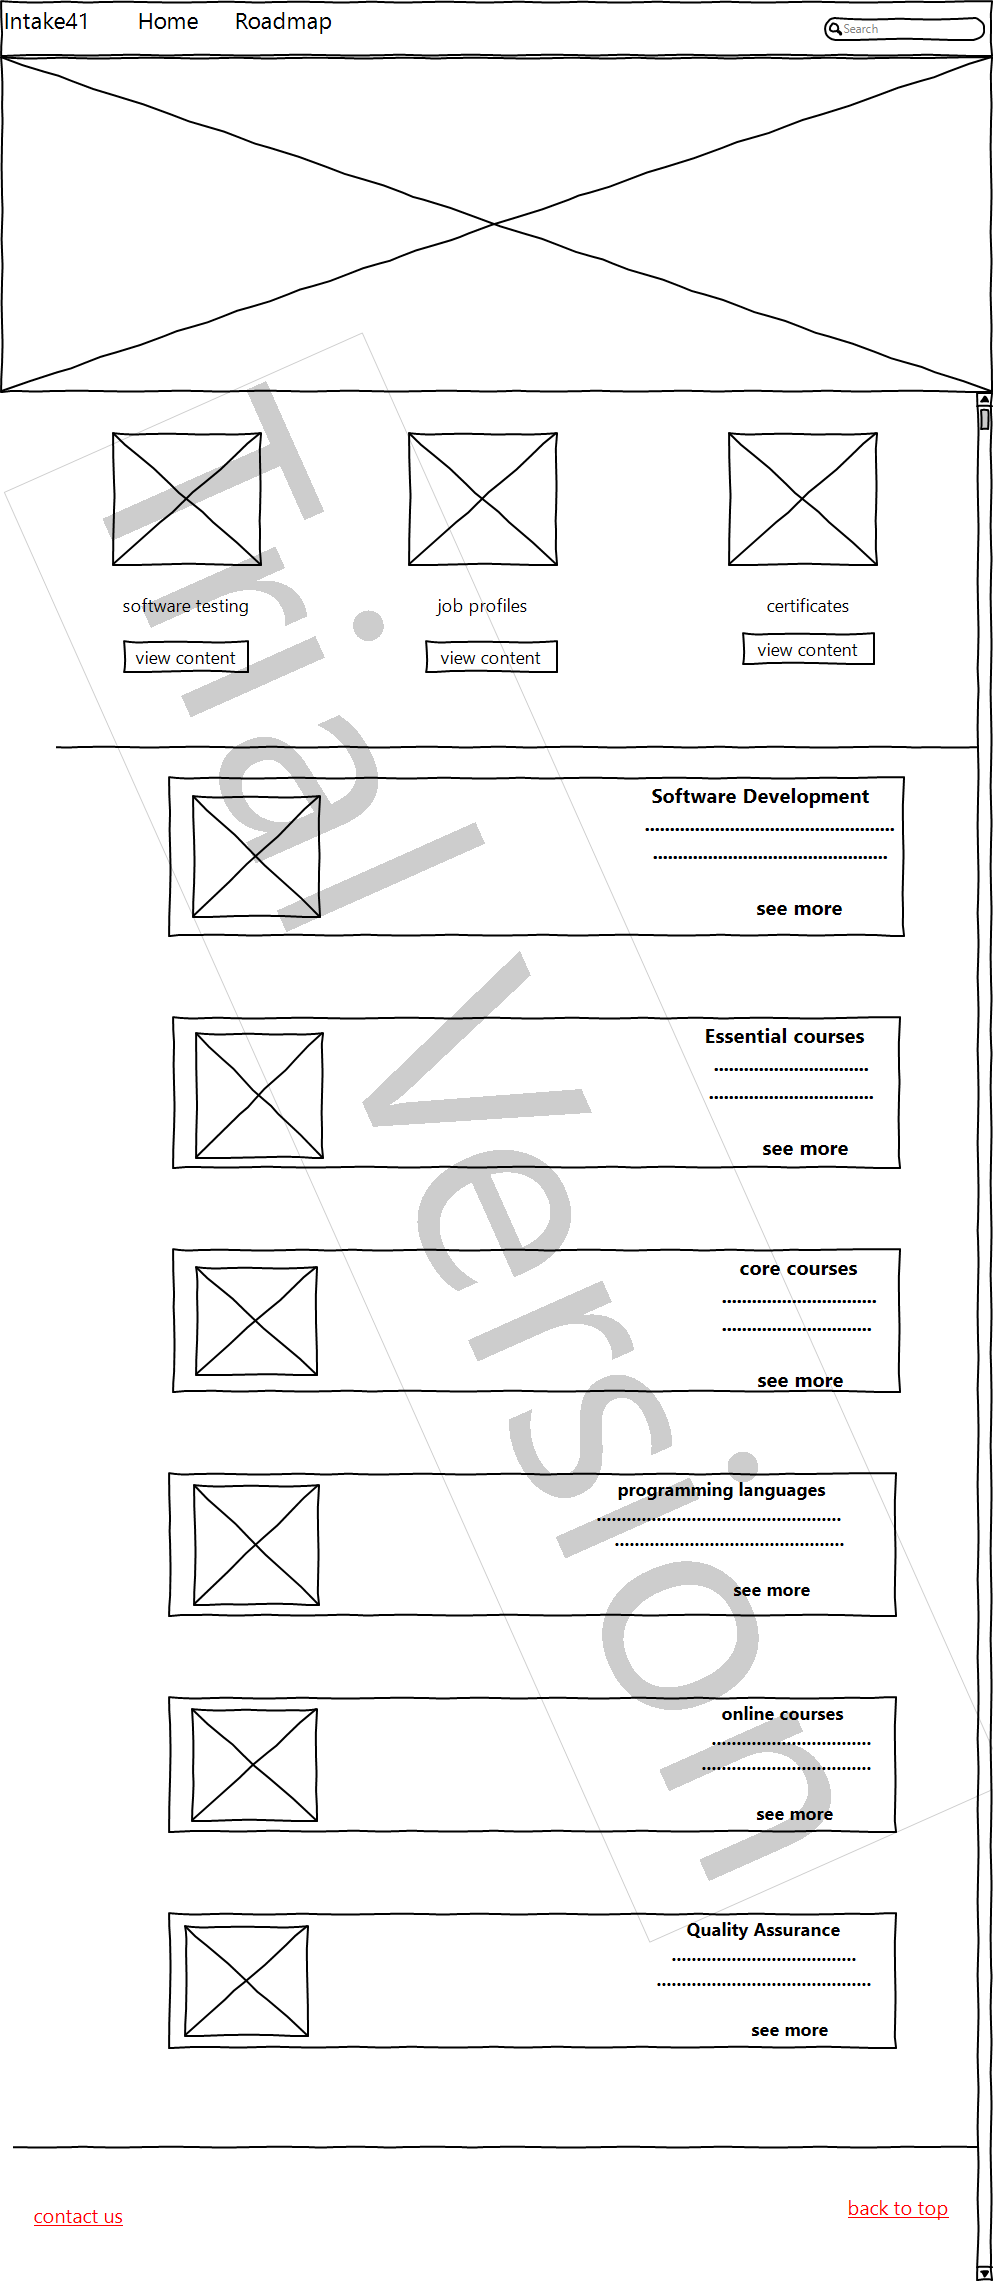 Intake41 Home Roadmap Search
software testing job profiles certificates
view content view content view content
Software Development
..................................................
...............................................
see more
Essential courses
...............................
.................................
see more
core courses
...............................
..............................
see more
programming languages
.................................................
..............................................
see more
online courses
................................
..................................
see more
Quality Assurance
.....................................
...........................................
see more
contact us back to top
Trial Version